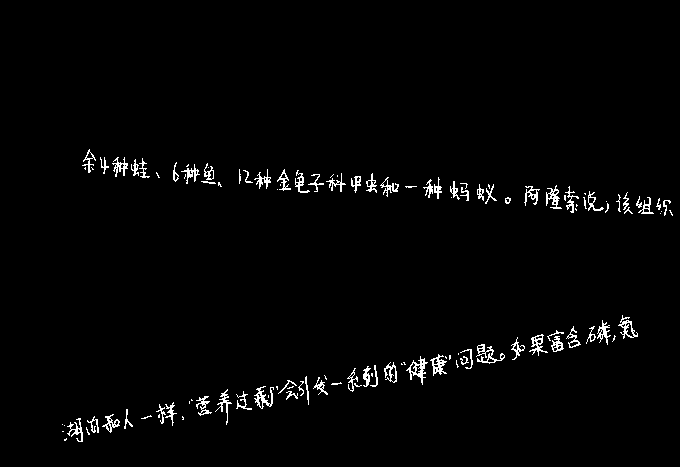 余4种蛙、6种鱼、12种金龟子科甲虫和一种蚂蚁。阿隆索说,该组织
湖泊和人一样,“营养过剩”会引发一系列的“健康”问题。如果富含磷,氮